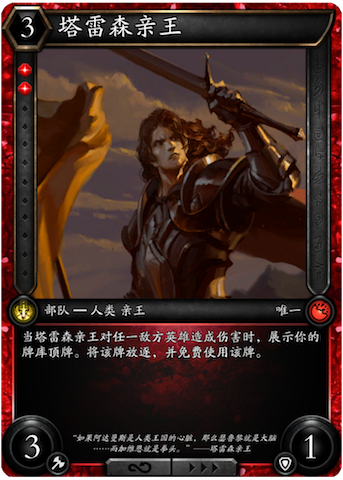 3 塔雷森亲王
部队 — 人类 亲王 唯一
当塔雷森亲王对任一敌方英雄造成伤害时，展示你的
牌库顶牌。将该牌放逐，并免费使用该牌。
“如果阿达曼斯是人类王国的心脏，那么瑟鲁黎就是大脑
……而加维恩就是拳头。”——塔雷森亲王
3 1